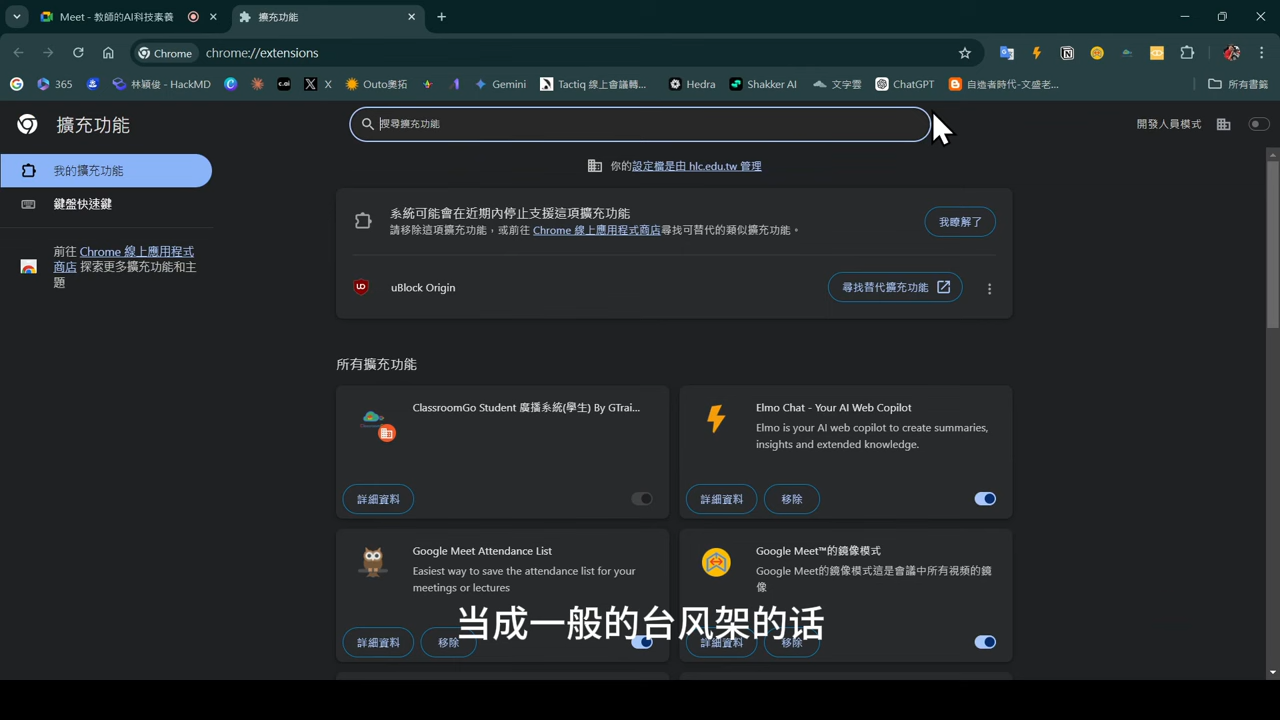 Meet - 教師的AI科技素養
擴充功能
Chrome
chrome://extensions
365
林穎俊 - HackMD
X
Outo奧拓
Gemini
Tactiq 線上會議轉...
Hedra
Shakker AI
文字雲
ChatGPT
自造者時代-文盛老...
所有書籤
擴充功能
搜尋擴充功能
開發人員模式
我的擴充功能
鍵盤快速鍵
前往 Chrome 線上應用程式
商店 探索更多擴充功能和主
題
你的設定檔是由 hlc.edu.tw 管理
系統可能會在近期內停止支援這項擴充功能
請移除這項擴充功能，或前往 Chrome 線上應用程式商店尋找可替代的類似擴充功能。
我瞭解了
uBlock Origin
尋找替代擴充功能
所有擴充功能
ClassroomGo Student 廣播系統(學生) By GTrai...
詳細資料
Elmo Chat - Your AI Web Copilot
Elmo is your AI web copilot to create summaries,
insights and extended knowledge.
詳細資料
移除
Google Meet Attendance List
Easiest way to save the attendance list for your
meetings or lectures
詳細資料
移除
Google Meet™的鏡像模式
Google Meet的鏡像模式這是會議中所有視頻的鏡
像
詳細資料
移除
当成一般的台风架的话